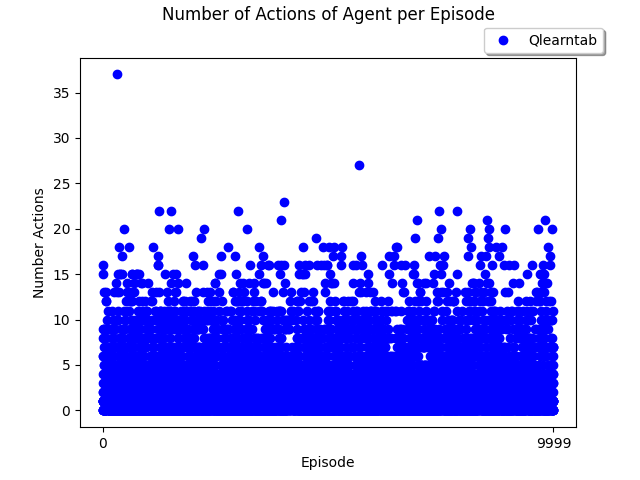 Number of Actions of Agent per Episode
Qlearntab
35
30
25
20
15
10
5
0
Number Actions
0 9999
Episode